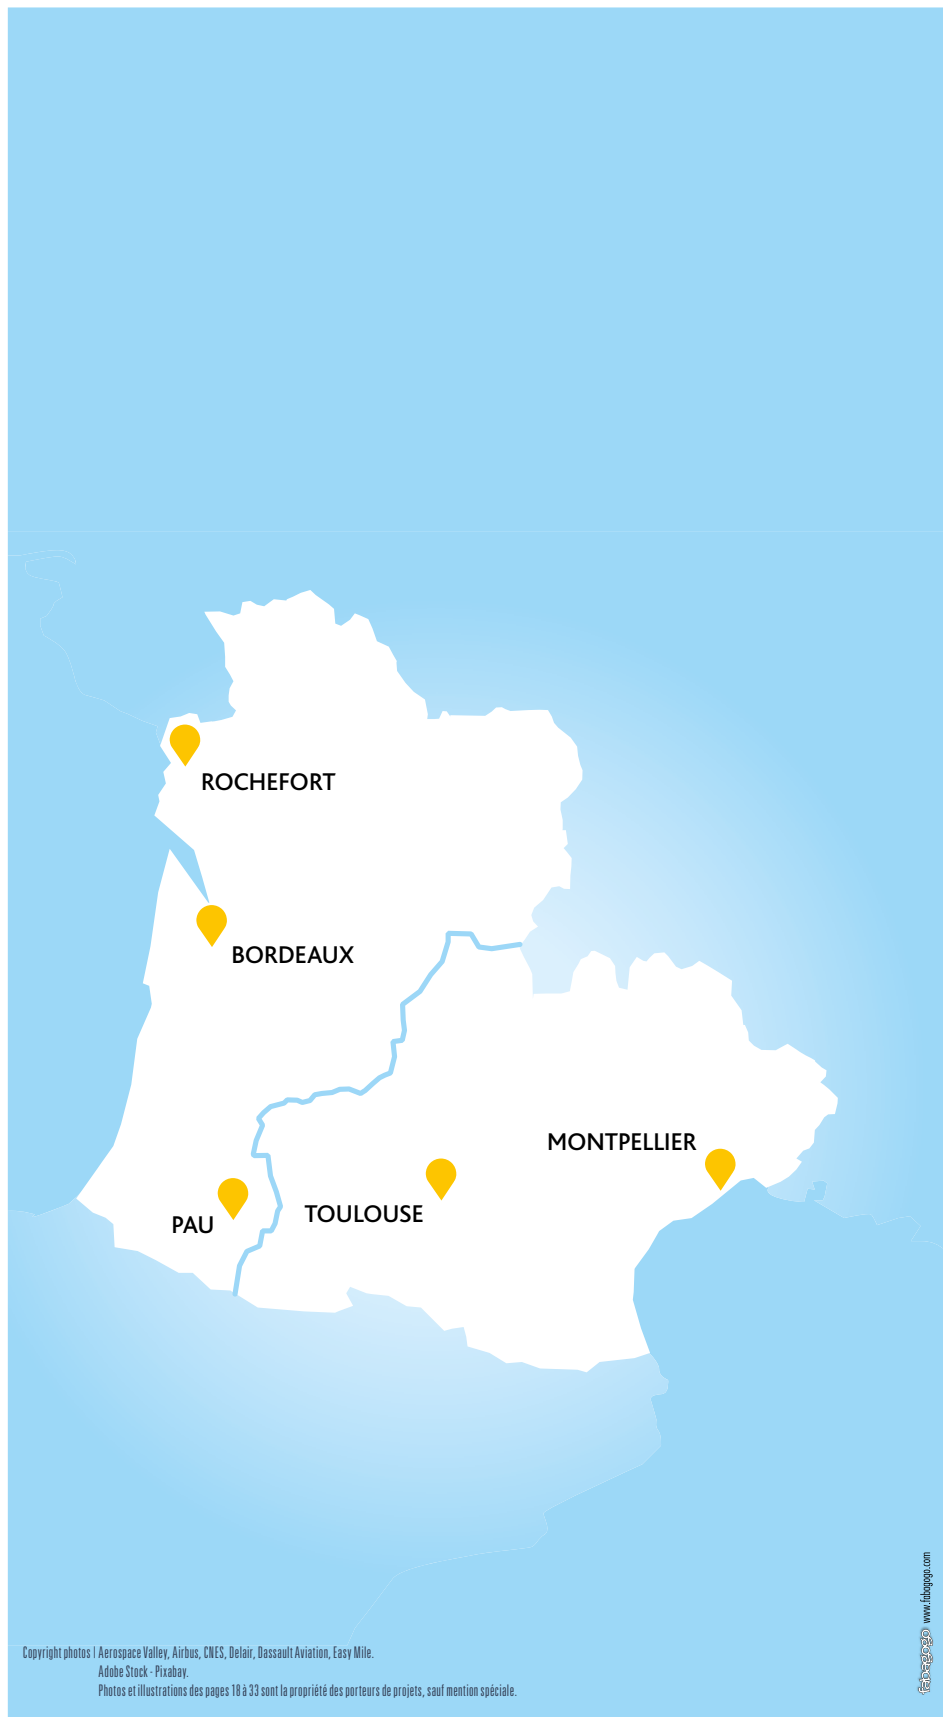 ROCHEFORT
BORDEAUX
MONTPELLIER
TOULOUSE
PAU
Copyright photos | Aerospace Valley, Airbus, CNES, Delair, Dassault Aviation, Easy Mile.
Adobe Stock - Pixabay.
Photos et illustrations des pages 18 à 33 sont la propriété des porteurs de projets, sauf mention spéciale.
fabagogo www.fabogogo.com